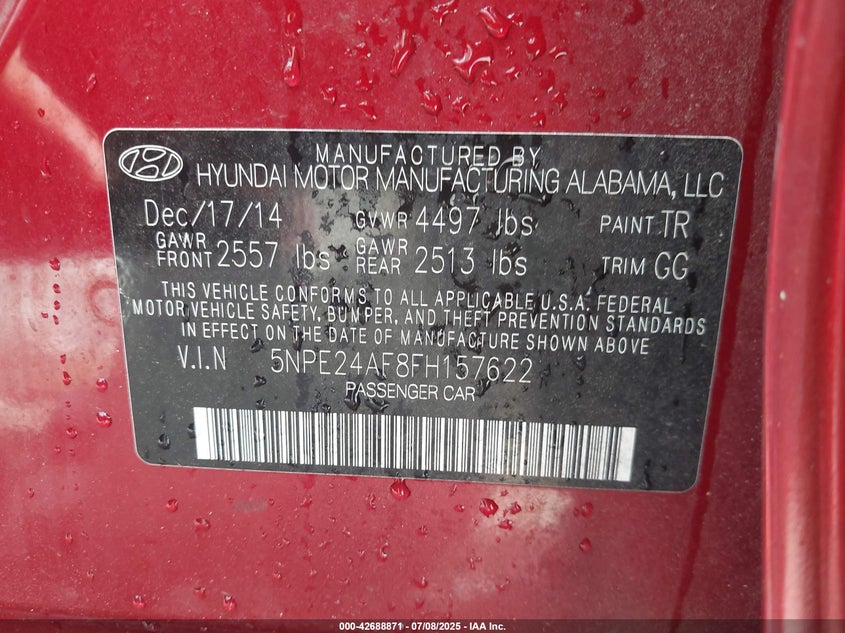 MANUFACTURED BY
HYUNDAI MOTOR MANUFACTURING ALABAMA, LLC
Dec/17/14 GVWR 4497 lbs PAINT TR
GAWR FRONT 2557 lbs GAWR REAR 2513 lbs TRIM GG
THIS VEHICLE CONFORMS TO ALL APPLICABLE U.S.A. FEDERAL
MOTOR VEHICLE SAFETY, BUMPER, AND THEFT PREVENTION STANDARDS
IN EFFECT ON THE DATE OF MANUFACTURE SHOWN ABOVE
V.I.N 5NPE24AF8FH157622
PASSENGER CAR
000-42688871 | 07/08/2025 - IAA Inc.